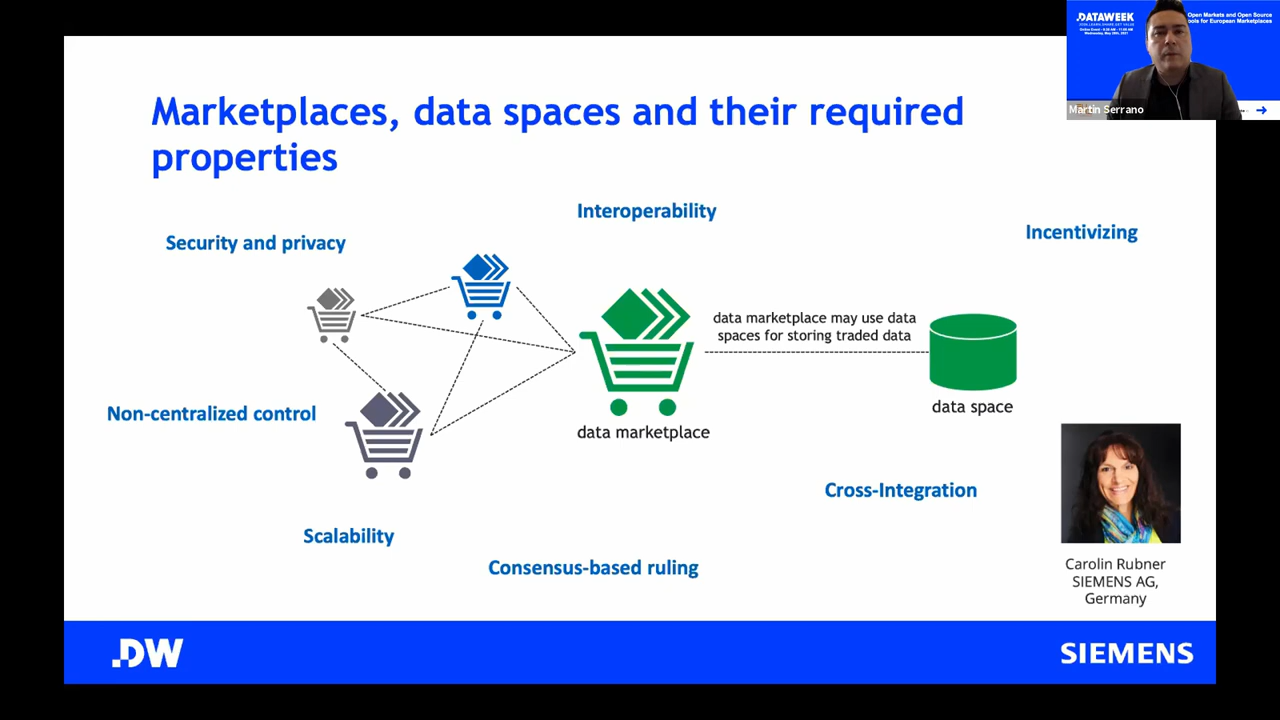 .DATAWEEK
Open Markets and Open Source
ools for European Marketplaces
Martin Serrano
Marketplaces, data spaces and their required
properties
Interoperability
Incentivizing
Security and privacy
data marketplace may use data
spaces for storing traded data
data space
Non-centralized control
data marketplace
Cross-Integration
Scalability
Consensus-based ruling
Carolin Rubner
SIEMENS AG,
Germany
.DW
SIEMENS